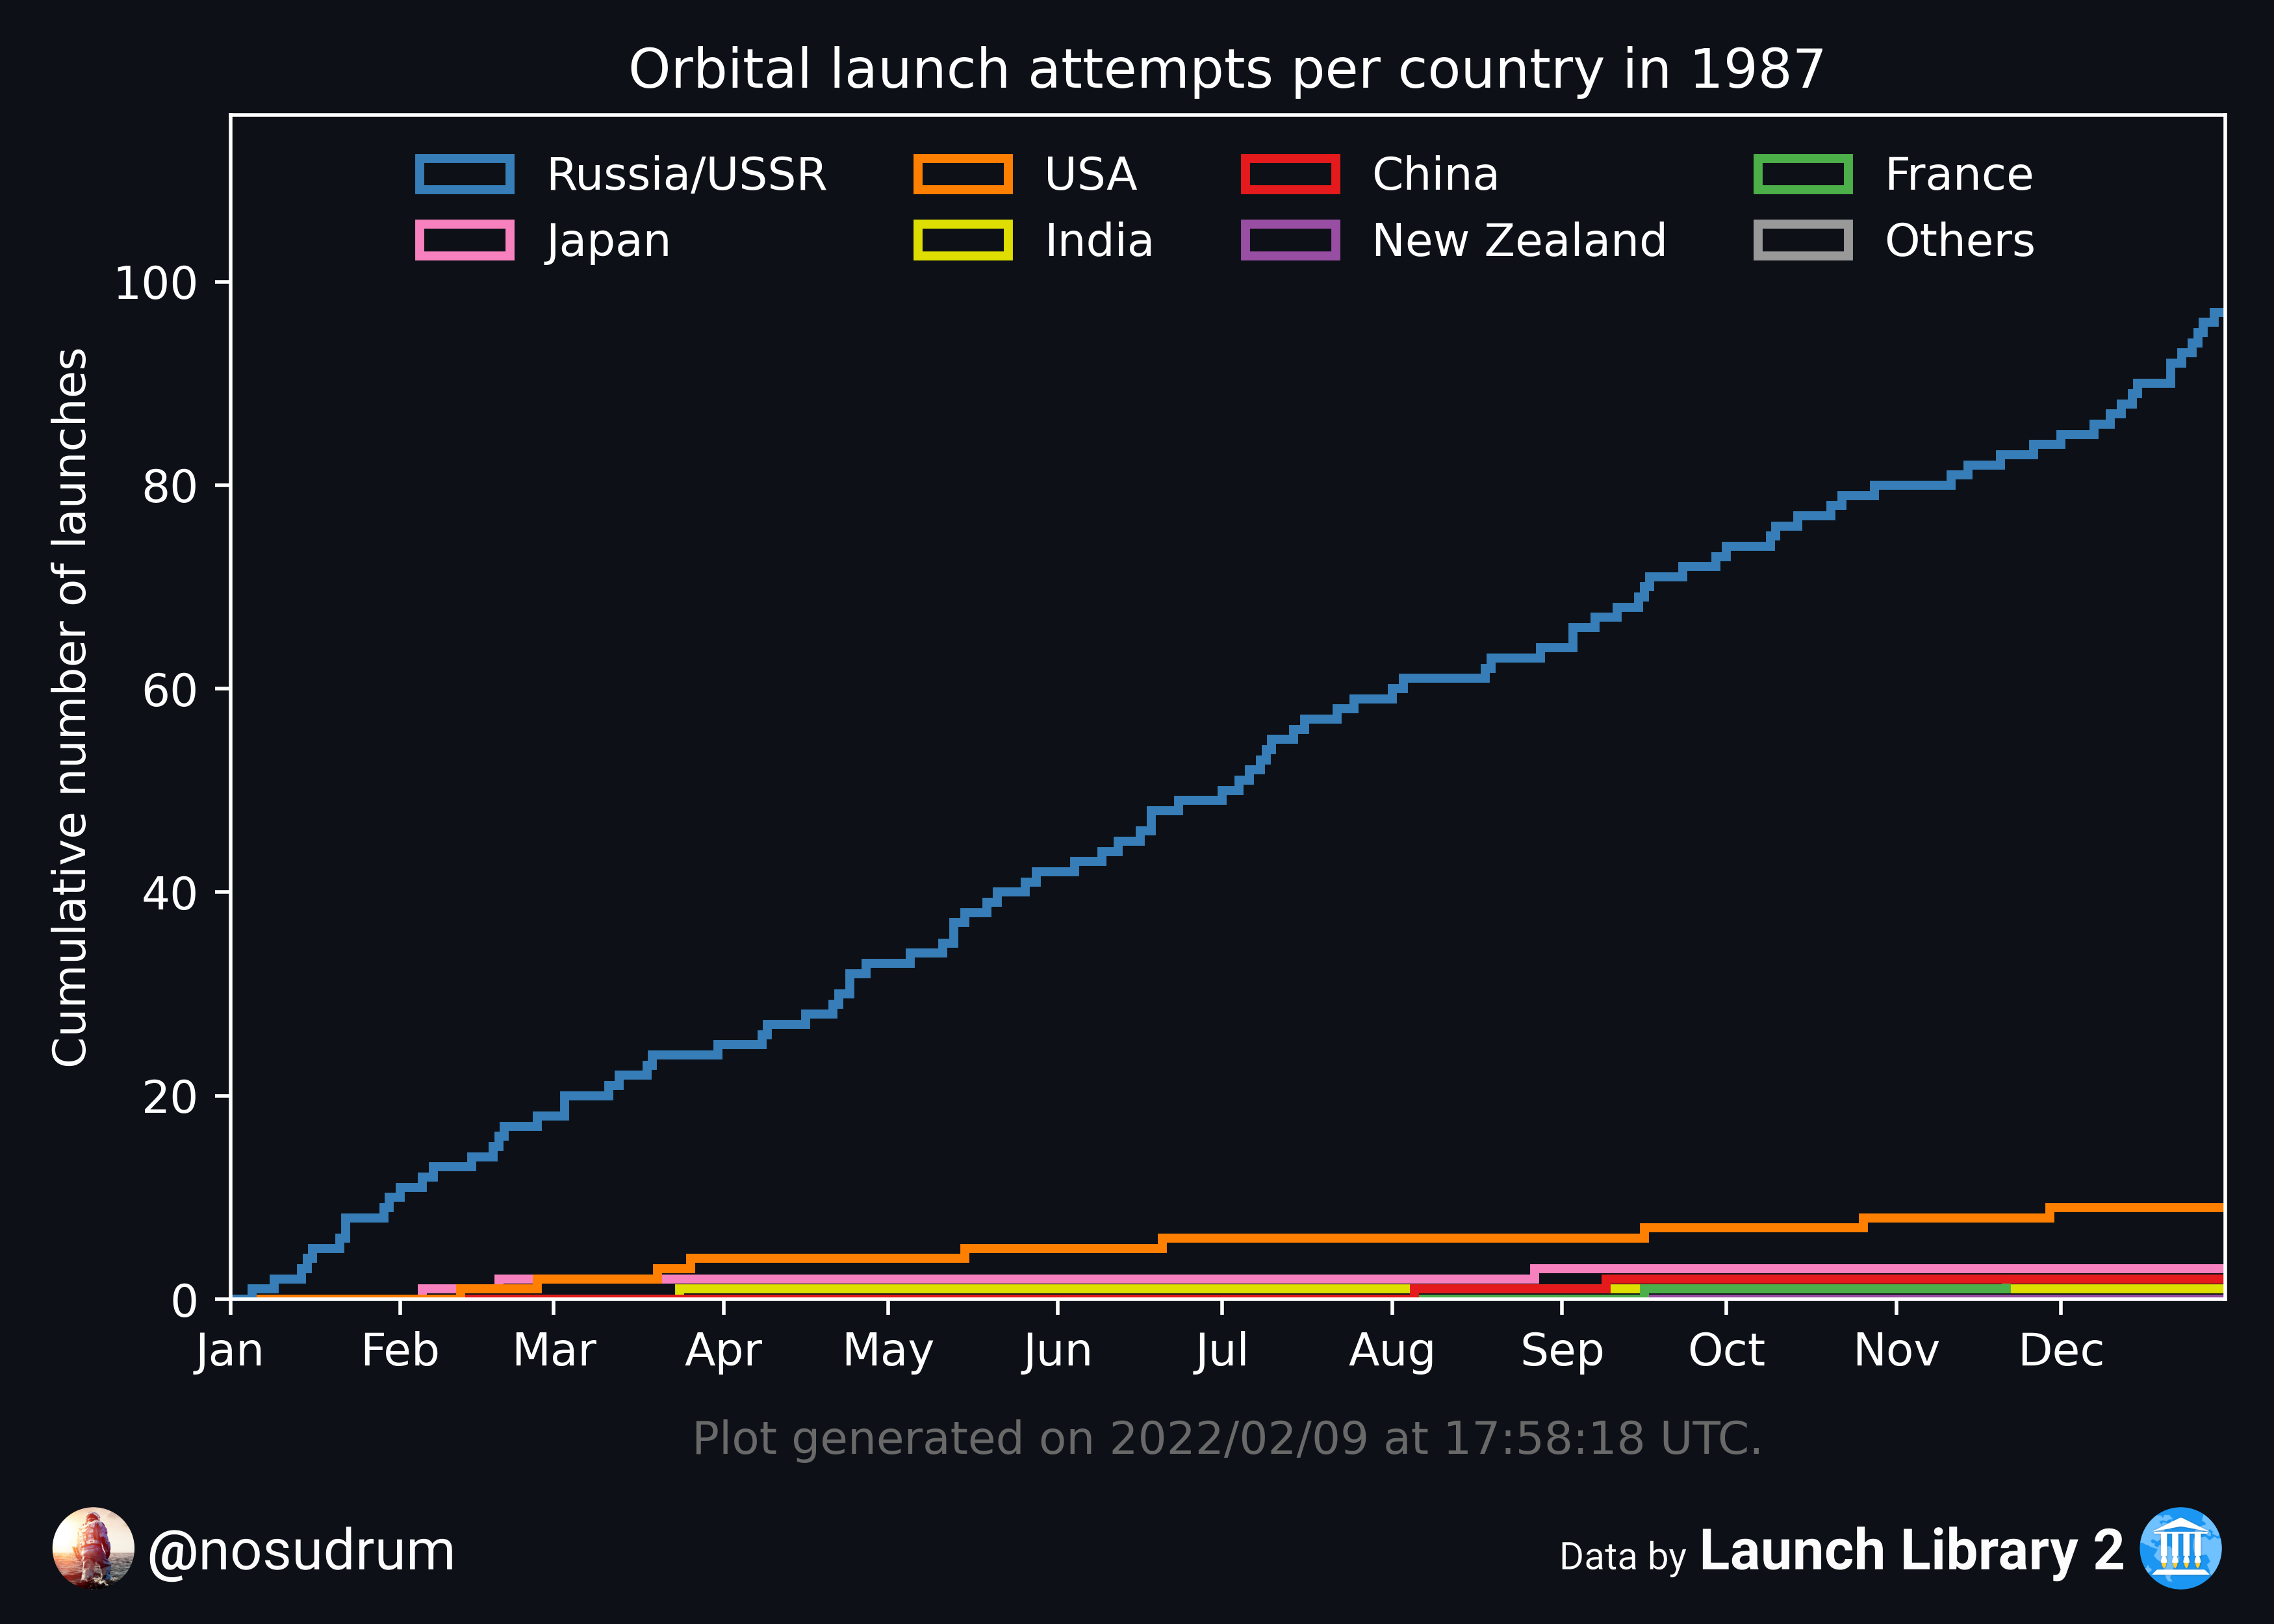 Orbital launch attempts per country in 1987
Russia/USSR USA China France
Japan India New Zealand Others
Cumulative number of launches
100
80
60
40
20
0
Jan Feb Mar Apr May Jun Jul Aug Sep Oct Nov Dec
Plot generated on 2022/02/09 at 17:58:18 UTC.
@nosudrum
Data by Launch Library 2